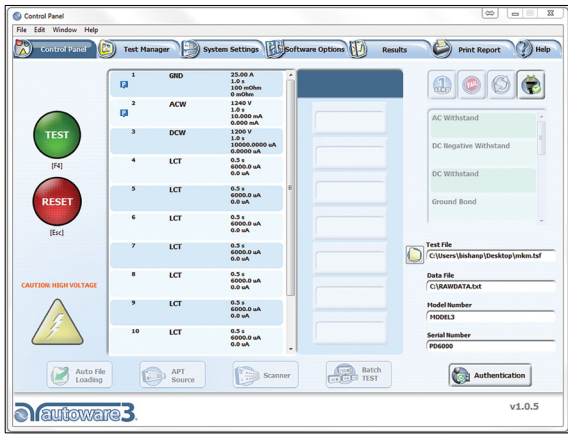 Control Panel
File Edit Window Help
Control Panel Test Manager System Settings Software Options Results Print Report Help
1 GND 25.00 A
1.0 s
100 mOhm
0 mOhm
2 ACW 1240 V
1.0 s
10.000 mA
0.000 mA
3 DCW 1200 V
1.0 s
10000.0000 uA
0.0000 uA
4 LCT 0.5 s
6000.0 uA
0.0 uA
5 LCT 0.5 s
6000.0 uA
0.0 uA
6 LCT 0.5 s
6000.0 uA
0.0 uA
7 LCT 0.5 s
6000.0 uA
0.0 uA
8 LCT 0.5 s
6000.0 uA
0.0 uA
9 LCT 0.5 s
6000.0 uA
0.0 uA
10 LCT 0.5 s
6000.0 uA
0.0 uA
TEST
[F4]
RESET
[Esc]
CAUTION: HIGH VOLTAGE
FAIL
AC Withstand
DC Negative Withstand
DC Withstand
Ground Bond
Test File
C:\Users\bishanp\Desktop\mkm.tsf
Data File
C:\RAWDATA.txt
Model Number
MODEL3
Serial Number
PD6000
Auto File
Loading
APT
Source
Scanner
Batch
TEST
Authentication
autoware3.
v1.0.5